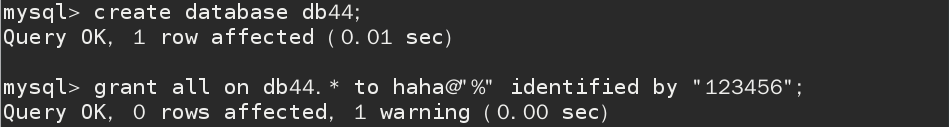 mysql> create database db44;
Query OK, 1 row affected (0.01 sec)
mysql> grant all on db44.* to haha@"%" identified by "123456";
Query OK, 0 rows affected, 1 warning (0.00 sec)